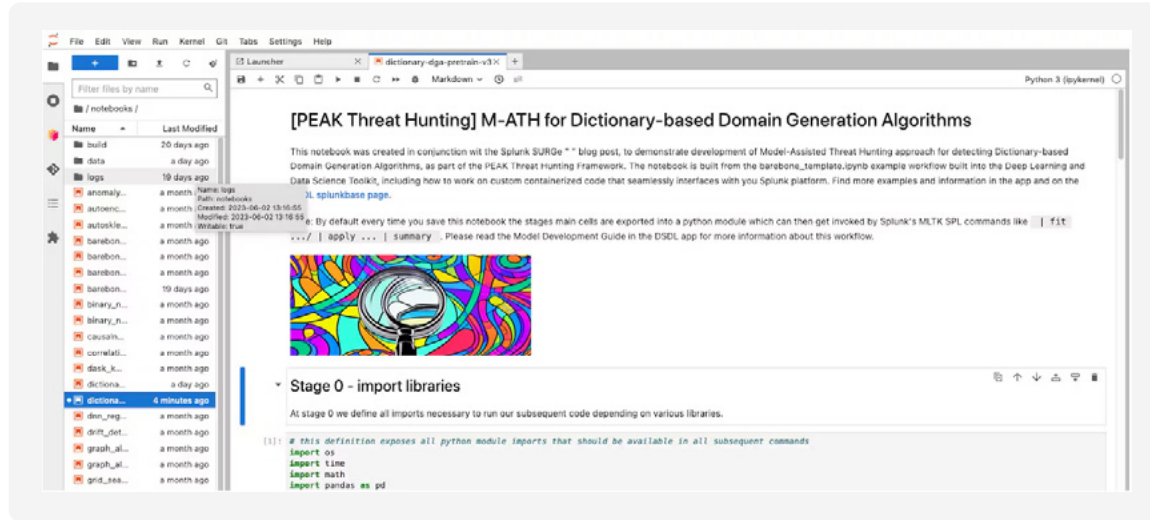 File Edit View Run Kernel Git Tabs Settings Help
Launcher
dictionary-dga-pretrain-v3
Markdown
Python 3 (ipykernel)
Filter files by name
/ notebooks /
Name Last Modified
build 20 days ago
data a day ago
logs 19 days ago
anomaly... a month
autoenc... a month
autoskle... a month
barebon... a month ago
barebon... a month ago
barebon... a month ago
barebon... 19 days ago
binary_n... a month ago
binary_n... a month ago
causain... a month ago
correlati... a month ago
dask_k... a month ago
dictiona... a day ago
dictiona... 4 minutes ago
dnn_reg... a month ago
drift_det... a month ago
graph_al... a month ago
graph_al... a month ago
grid_sea... a month ago
Name: logs
Path: notebooks
Created: 2023-06-02 13:16:55
Modified: 2023-06-02 13:16:55
Writable: true
[PEAK Threat Hunting] M-ATH for Dictionary-based Domain Generation Algorithms
This notebook was created in conjunction wit the Splunk SURGe " " blog post, to demonstrate development of Model-Assisted Threat Hunting approach for detecting Dictionary-based
Domain Generation Algorithms, as part of the PEAK Threat Hunting Framework. The notebook is built from the barebone_template.ipynb example workflow built into the Deep Learning and
Data Science Toolkit, including how to work on custom containerized code that seamlessly interfaces with you Splunk platform. Find more examples and information in the app and on the
DL splunkbase page.
e: By default every time you save this notebook the stages main cells are exported into a python module which can then get invoked by Splunk's MLTK SPL commands like | fit
.../ | apply ... | summary . Please read the Model Development Guide in the DSDL app for more information about this workflow.
Stage 0 - import libraries
At stage 0 we define all imports necessary to run our subsequent code depending on various libraries.
[1]: # this definition exposes all python module imports that should be available in all subsequent commands
import os
import time
import math
import pandas as pd